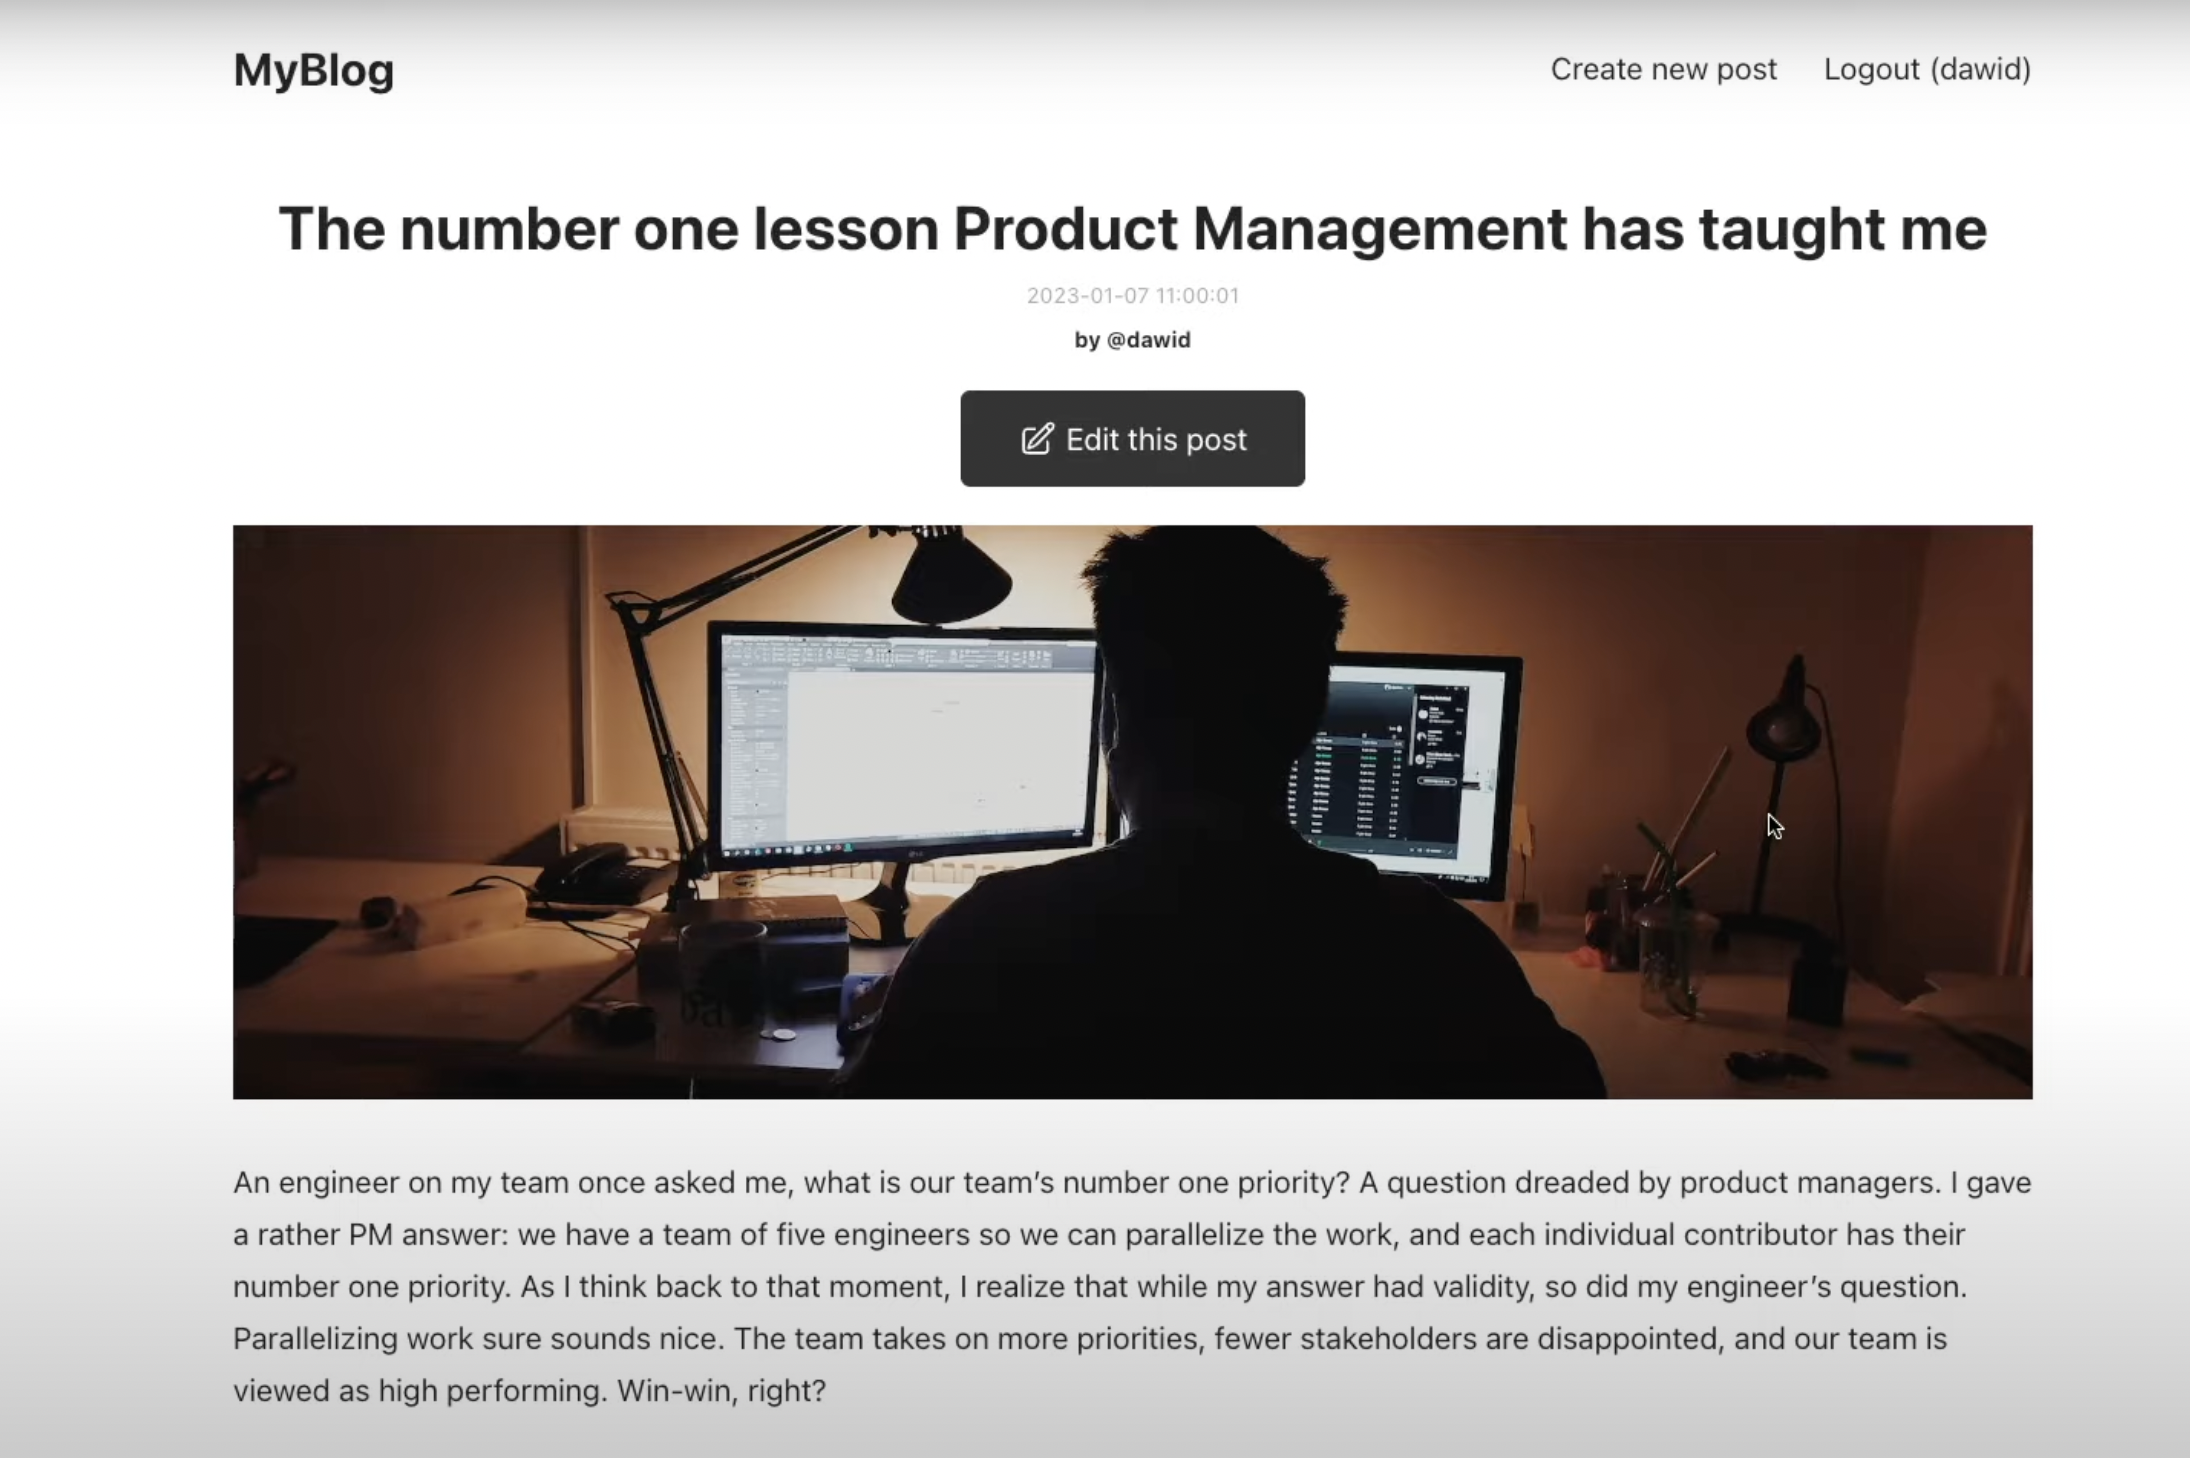 MyBlog
Create new post
Logout (dawid)
The number one lesson Product Management has taught me
2023-01-07 11:00:01
by @dawid
Edit this post
An engineer on my team once asked me, what is our team’s number one priority? A question dreaded by product managers. I gave
a rather PM answer: we have a team of five engineers so we can parallelize the work, and each individual contributor has their
number one priority. As I think back to that moment, I realize that while my answer had validity, so did my engineer’s question.
Parallelizing work sure sounds nice. The team takes on more priorities, fewer stakeholders are disappointed, and our team is
viewed as high performing. Win-win, right?